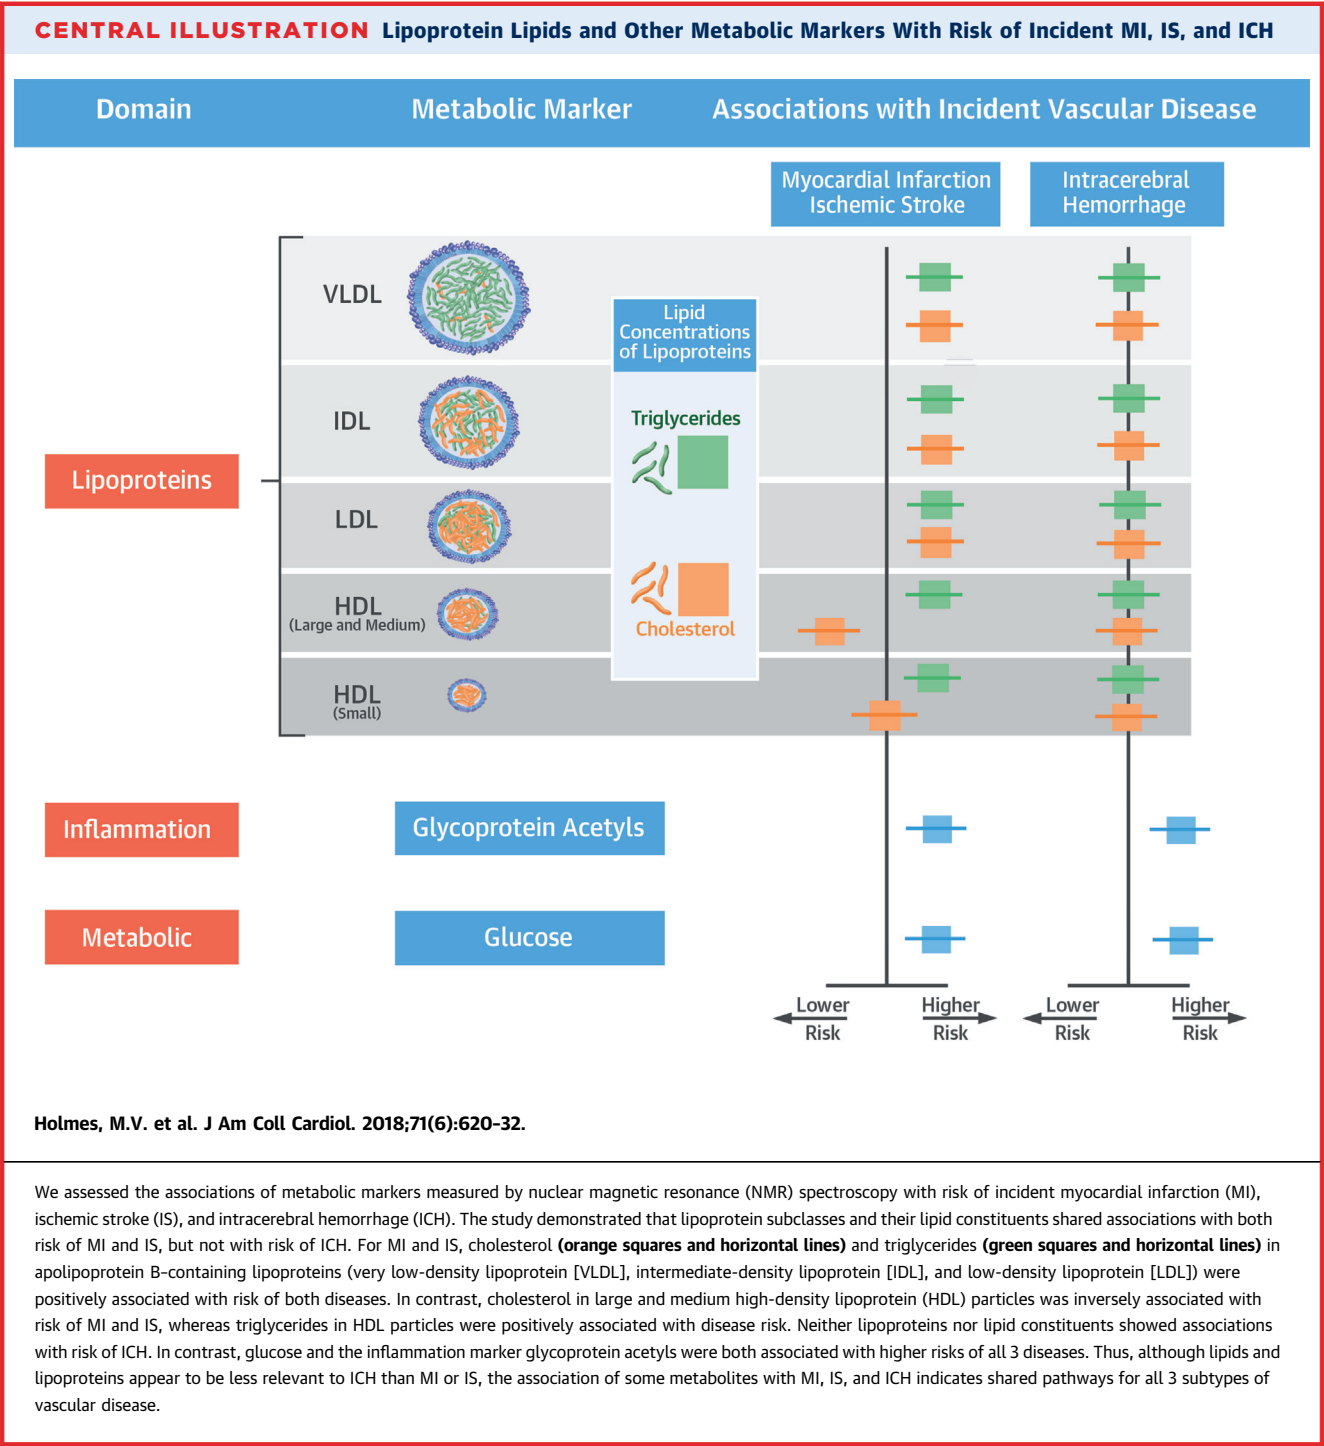 CENTRAL ILLUSTRATION Lipoprotein Lipids and Other Metabolic Markers With Risk of Incident MI, IS, and ICH
Domain
Metabolic Marker
Associations with Incident Vascular Disease
Myocardial Infarction
Ischemic Stroke
Intracerebral
Hemorrhage
Lipoproteins
VLDL
IDL
LDL
HDL
(Large and Medium)
HDL
(Small)
Lipid
Concentrations
of Lipoproteins
Triglycerides
Cholesterol
Inflammation
Glycoprotein Acetyls
Metabolic
Glucose
Lower
Risk
Higher
Risk
Lower
Risk
Higher
Risk
Holmes, M.V. et al. J Am Coll Cardiol. 2018;71(6):620–32.
We assessed the associations of metabolic markers measured by nuclear magnetic resonance (NMR) spectroscopy with risk of incident myocardial infarction (MI),
ischemic stroke (IS), and intracerebral hemorrhage (ICH). The study demonstrated that lipoprotein subclasses and their lipid constituents shared associations with both
risk of MI and IS, but not with risk of ICH. For MI and IS, cholesterol (orange squares and horizontal lines) and triglycerides (green squares and horizontal lines) in
apolipoprotein B–containing lipoproteins (very low-density lipoprotein [VLDL], intermediate-density lipoprotein [IDL], and low-density lipoprotein [LDL]) were
positively associated with risk of both diseases. In contrast, cholesterol in large and medium high-density lipoprotein (HDL) particles was inversely associated with
risk of MI and IS, whereas triglycerides in HDL particles were positively associated with disease risk. Neither lipoproteins nor lipid constituents showed associations
with risk of ICH. In contrast, glucose and the inflammation marker glycoprotein acetyls were both associated with higher risks of all 3 diseases. Thus, although lipids and
lipoproteins appear to be less relevant to ICH than MI or IS, the association of some metabolites with MI, IS, and ICH indicates shared pathways for all 3 subtypes of
vascular disease.